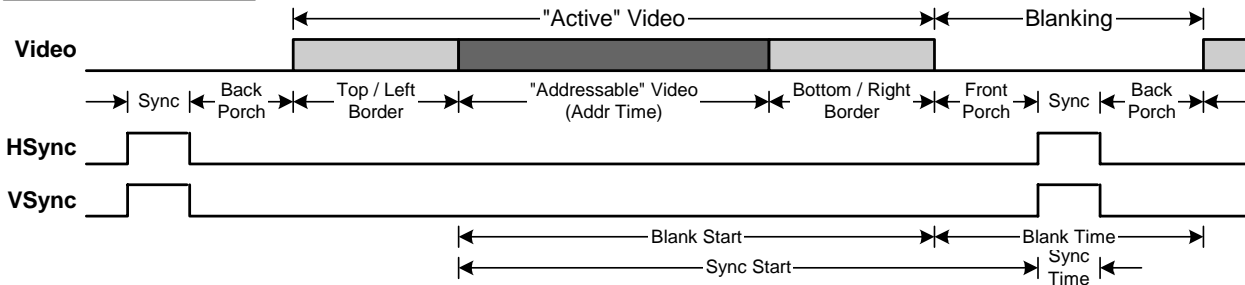 "Active" Video
Blanking
Video
Sync
Back
Porch
Top / Left
Border
"Addressable" Video
(Addr Time)
Bottom / Right
Border
Front
Porch
Sync
Back
Porch
HSync
VSync
Blank Start
Blank Time
Sync Start
Sync
Time